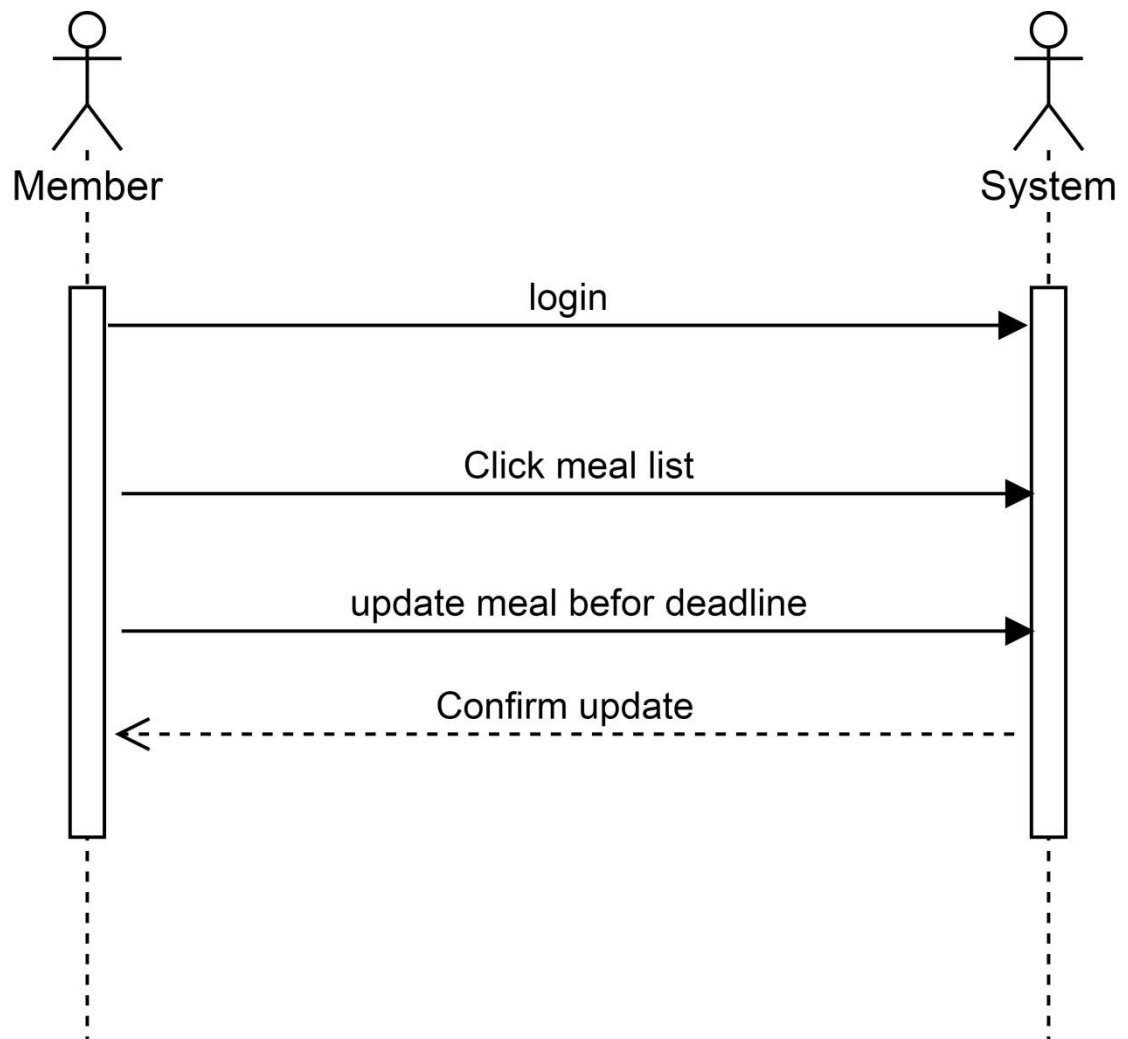 Member
System
login
Click meal list
update meal befor deadline
Confirm update